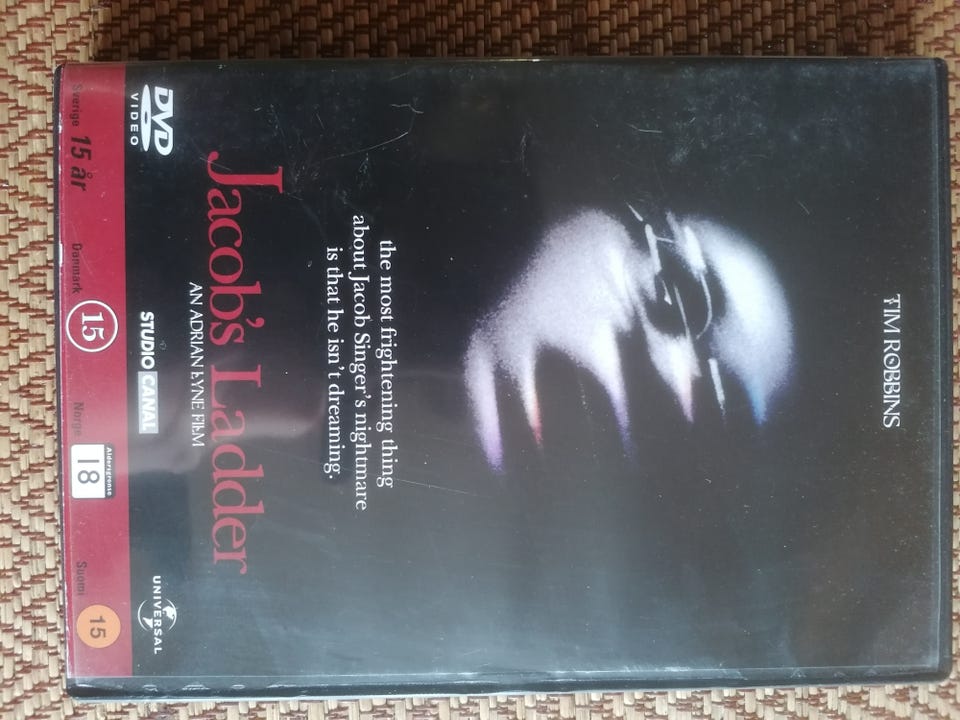 TIM ROBBINS
the most frightening thing
about Jacob Singer's nightmare
is that he isn't dreaming.
Jacob's Ladder
AN ADRIAN LYNE FILM
DVD
VIDEO
STUDIO CANAL
UNIVERSAL
Sverige 15 år Danmark 15 Norge Aldersgrense 18 Suomi 15